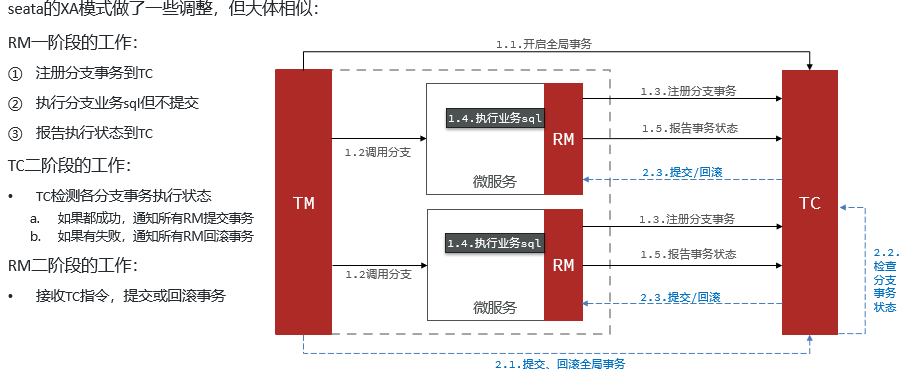 seata的XA模式做了一些调整，但大体相似：
RM一阶段的工作：
① 注册分支事务到TC
② 执行分支业务sql但不提交
③ 报告执行状态到TC
TC二阶段的工作：
• TC检测各分支事务执行状态
a. 如果都成功，通知所有RM提交事务
b. 如果有失败，通知所有RM回滚事务
RM二阶段的工作：
• 接收TC指令，提交或回滚事务
1.1.开启全局事务
TM
1.2调用分支
1.4.执行业务sql
RM
微服务
1.3.注册分支事务
1.5.报告事务状态
2.3.提交/回滚
1.2调用分支
1.4.执行业务sql
RM
微服务
1.3.注册分支事务
1.5.报告事务状态
2.3.提交/回滚
TC
2.2.
检查
分支
事务
状态
2.1.提交、回滚全局事务